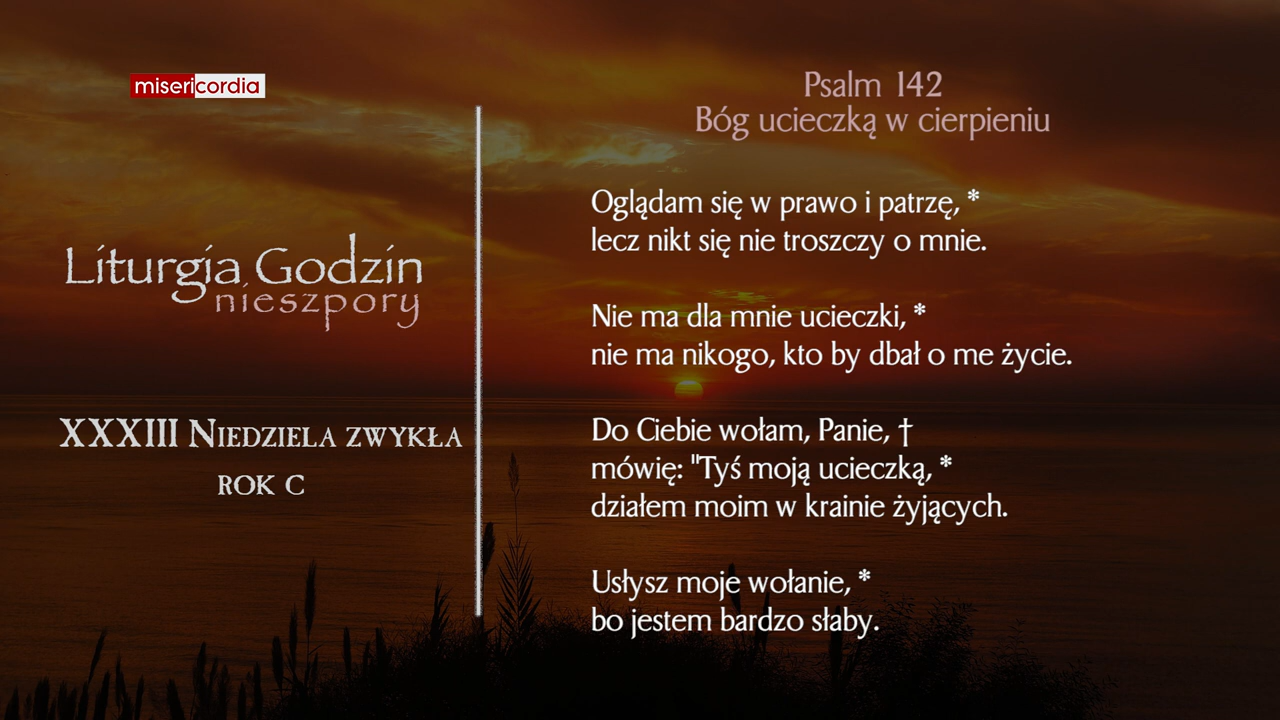 misericordia
Liturgia Godzin
nieszpory
XXXIII Niedziela zwykła
rok C
Psalm 142
Bóg ucieczką w cierpieniu
Oglądam się w prawo i patrzę, *
lecz nikt się nie troszczy o mnie.
Nie ma dla mnie ucieczki, *
nie ma nikogo, kto by dbał o me życie.
Do Ciebie wołam, Panie, †
mówię: "Tyś moją ucieczką, *
działem moim w krainie żyjących.
Usłysz moje wołanie, *
bo jestem bardzo słaby.